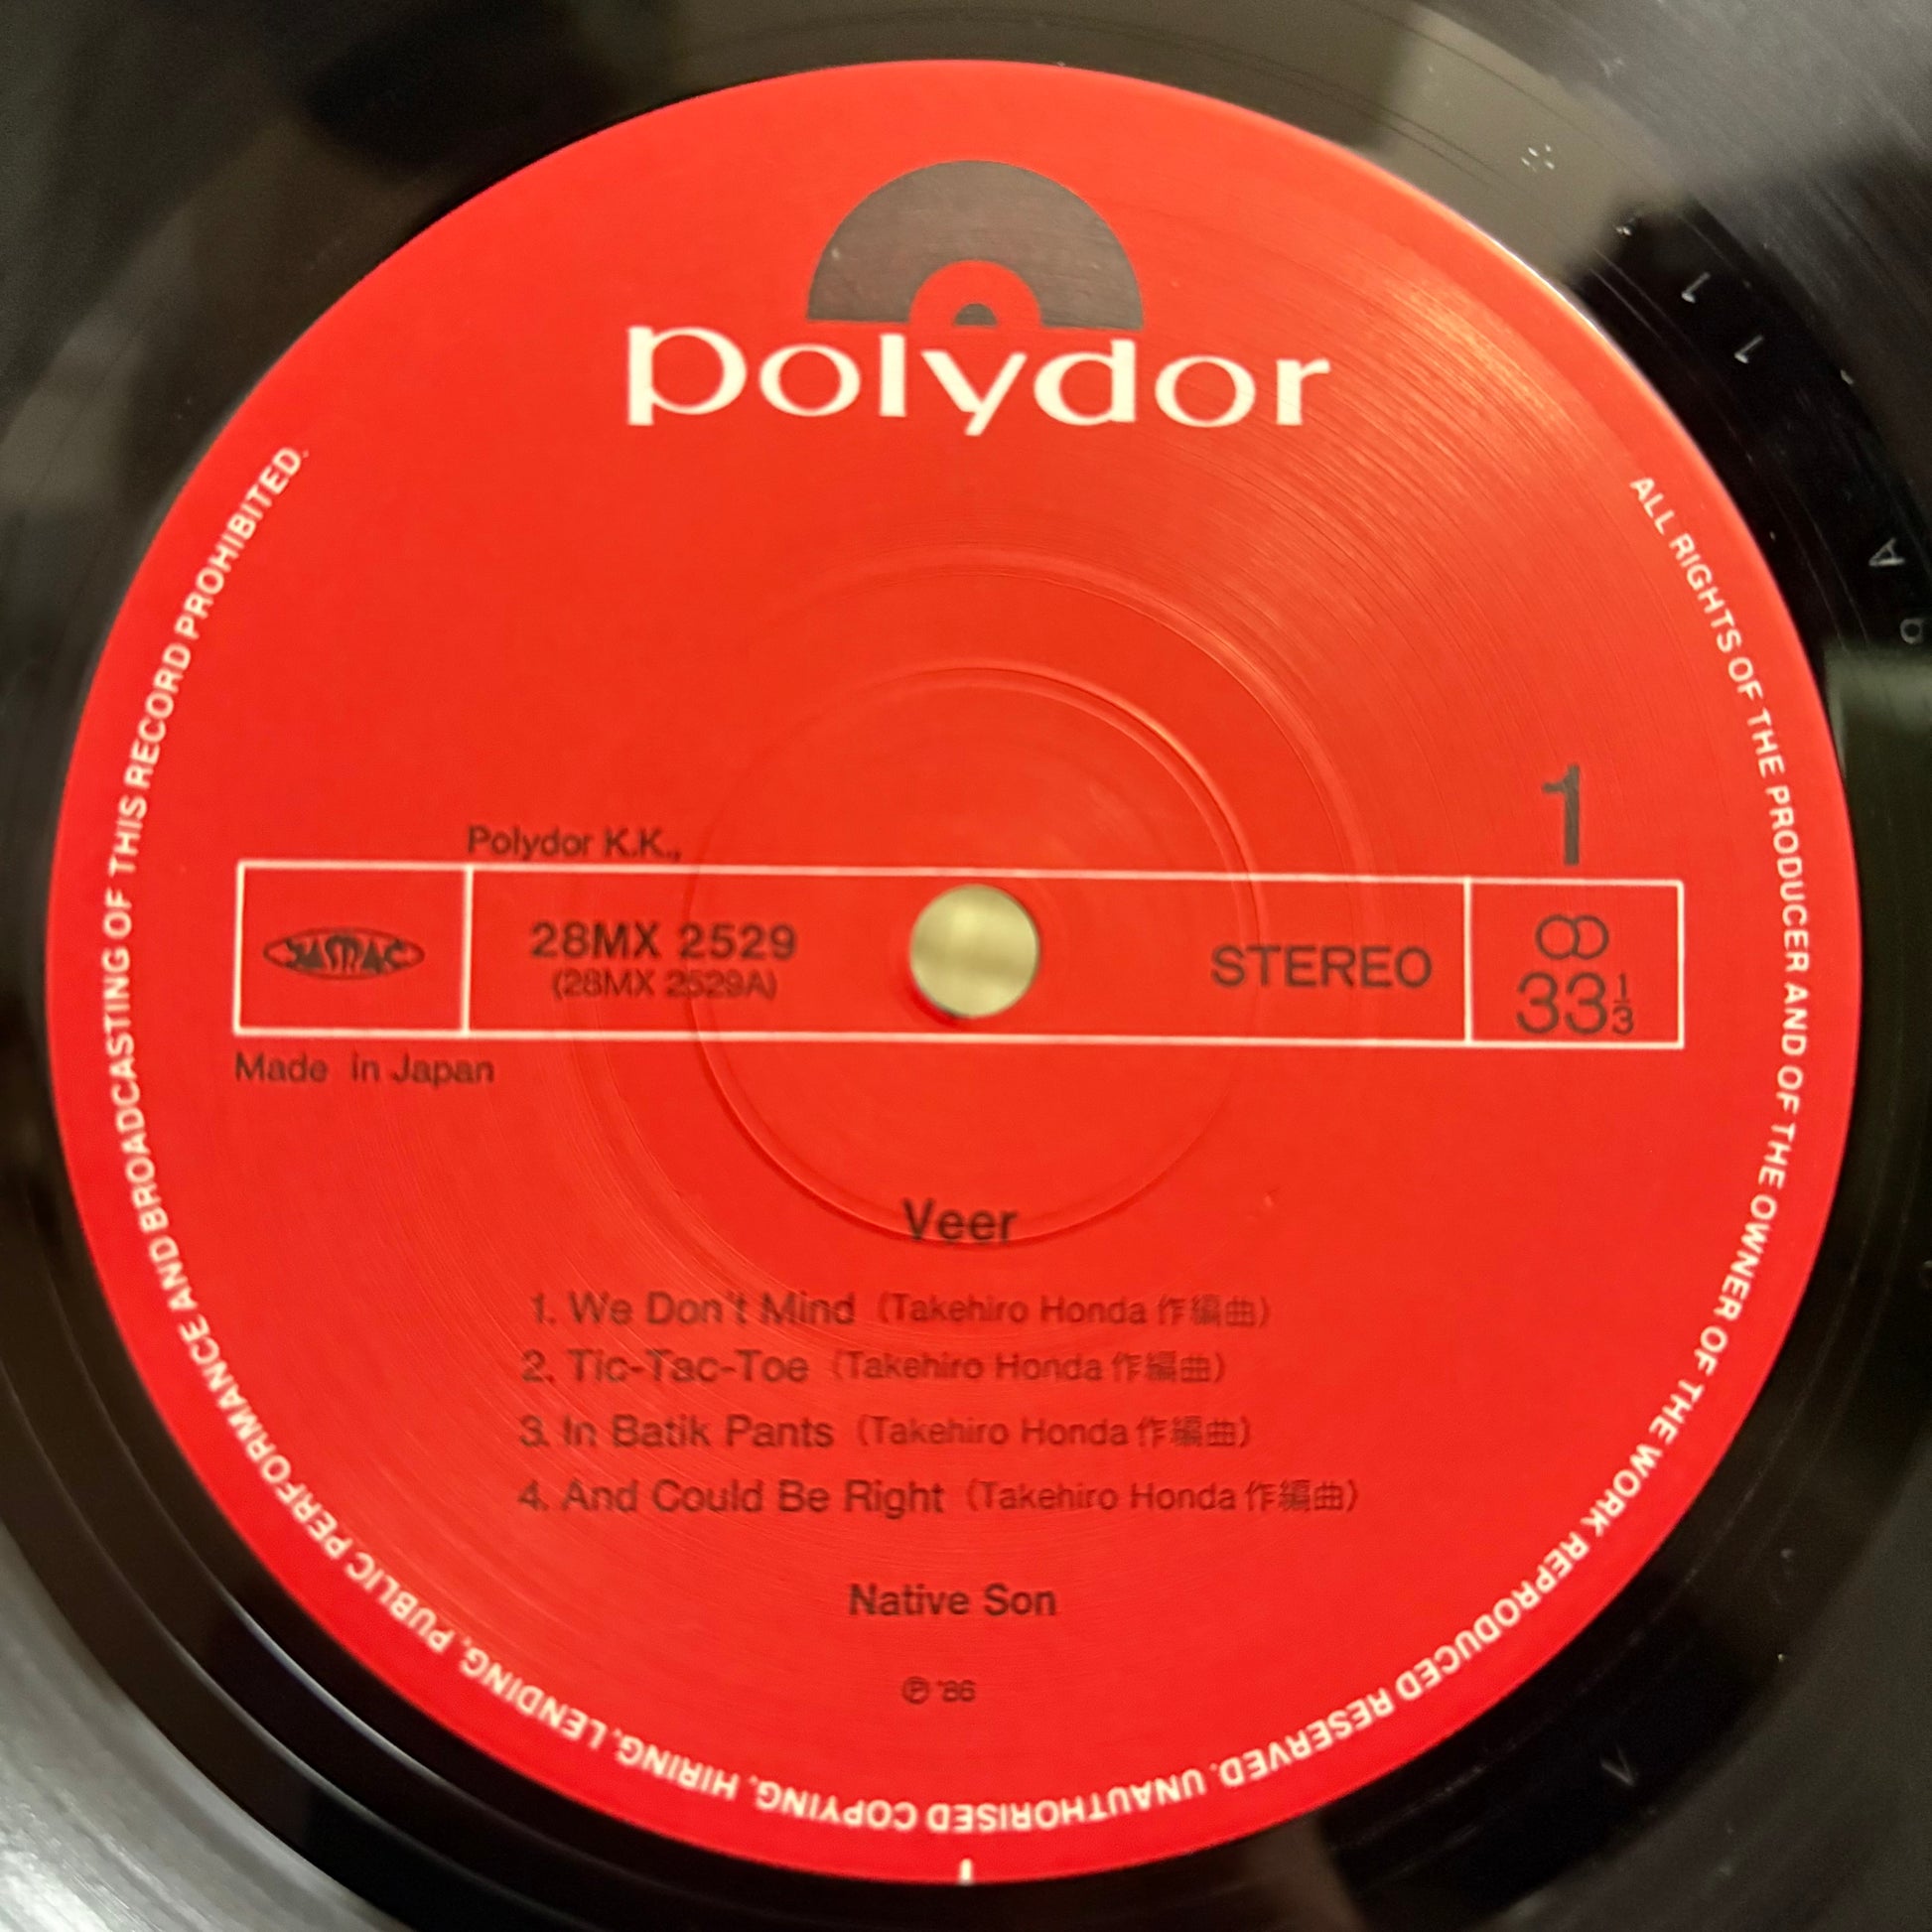 polydor
ALL RIGHTS OF THE PRODUCER AND OF THE OWNER OF THE WORK REPRODUCED RESERVED. UNAUTHORISED COPYING, HIRING, LENDING, PUBLIC PERFORMANCE AND BROADCASTING OF THIS RECORD PROHIBITED.
1
Polydor K.K.,
28MX 2529
(28MX 2529A)
STEREO
33 1/3
Made in Japan
Veer
1. We Don't Mind (Takehiro Honda 作編曲)
2. Tic-Tac-Toe (Takehiro Honda 作編曲)
3. In Batik Pants (Takehiro Honda 作編曲)
4. And Could Be Right (Takehiro Honda 作編曲)
Native Son
℗ '86